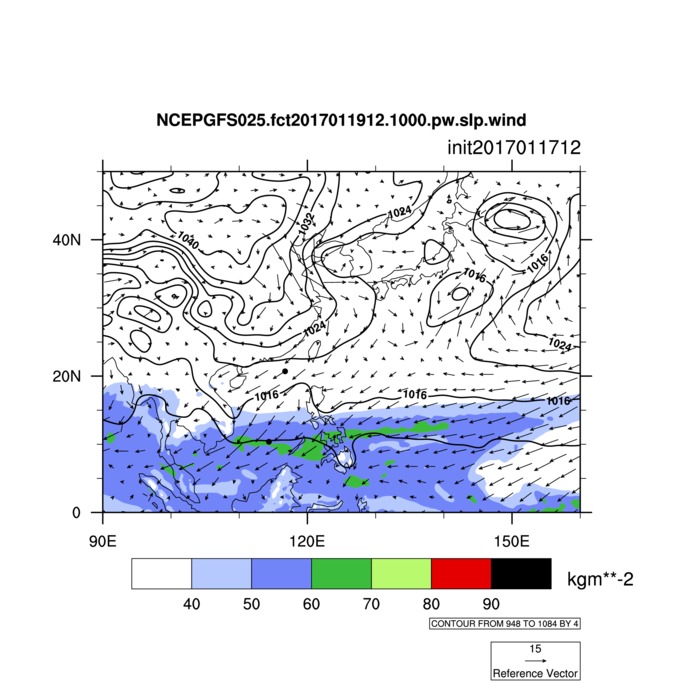 NCEPGFS025.fct2017011912.1000.pw.slp.wind
init2017011712
1024
1032
1040
40N
1016
1016
1024
1024
20N
1016
1016
1016
0
90E 120E 150E
40 50 60 70 80 90
kgm**-2
CONTOUR FROM 948 TO 1084 BY 4
15
Reference Vector